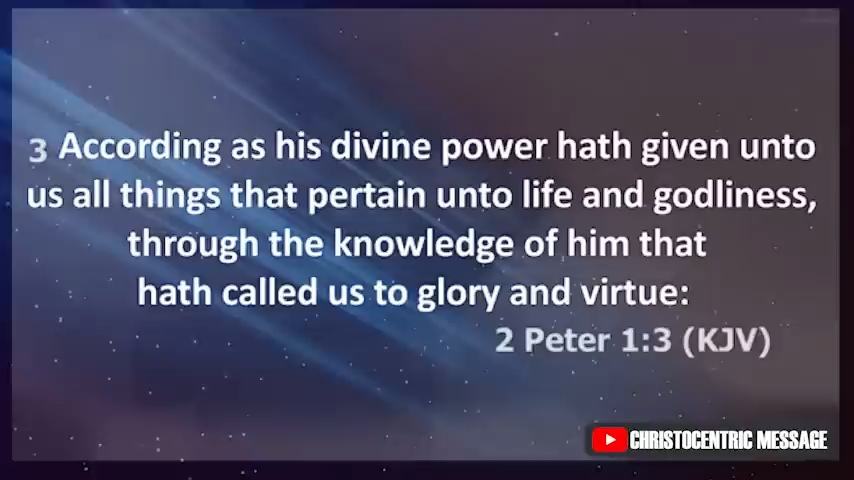 3 According as his divine power hath given unto
us all things that pertain unto life and godliness,
through the knowledge of him that
hath called us to glory and virtue:
2 Peter 1:3 (KJV)
CHRISTOCENTRIC MESSAGE